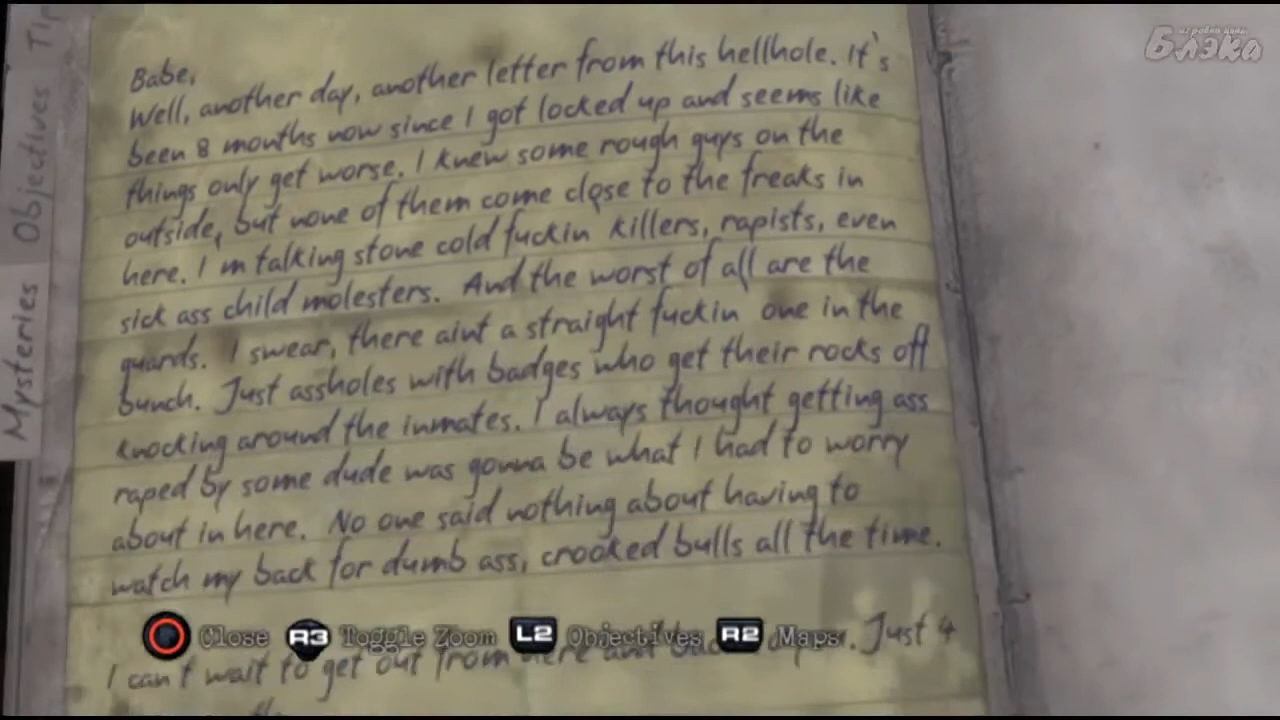 игровой цикл
Блэка
Mysteries Objectives Tip
Babe,
Well, another day, another letter from this hellhole. It's
been 8 months now since I got locked up and seems like
things only get worse. I knew some rough guys on the
outside, but none of them come close to the freaks in
here. I'm talking stone cold fuckin killers, rapists, even
sick ass child molesters. And the worst of all are the
guards. I swear, there aint a straight fuckin' one in the
bunch. Just assholes with badges who get their rocks off
knocking around the inmates. I always thought getting ass
raped by some dude was gonna be what I had to worry
about in here. No one said nothing about having to
watch my back for dumb ass, crooked bulls all the time.
Close R3 Toggle Zoom L2 Objectives R2 Maps
I can't wait to get out from here and Just 4